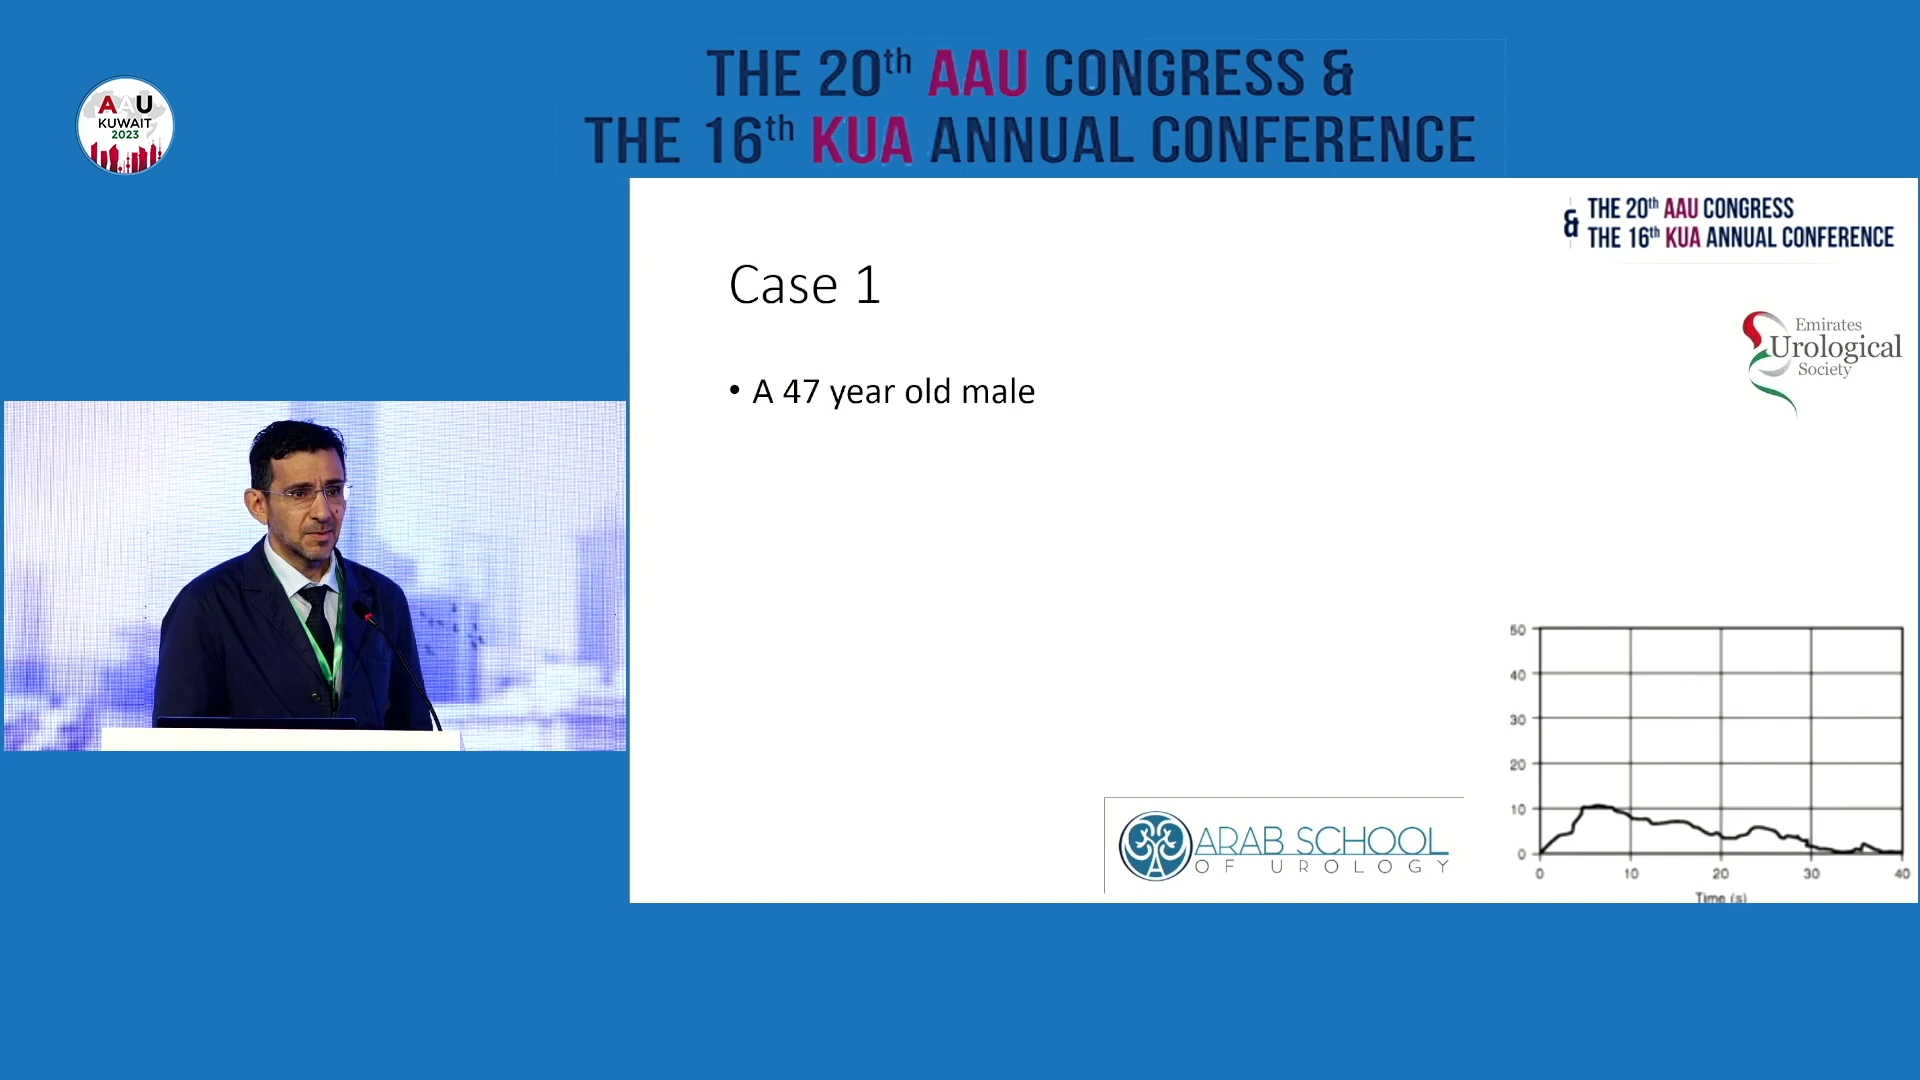 THE 20th AAU CONGRESS &
THE 16th KUA ANNUAL CONFERENCE
AAU
KUWAIT
2023
& THE 20th AAU CONGRESS
THE 16th KUA ANNUAL CONFERENCE
Case 1
Emirates
Urological
Society
• A 47 year old male
50
40
30
20
10
0
0 10 20 30 40
Time (s)
ARAB SCHOOL
OF UROLOGY